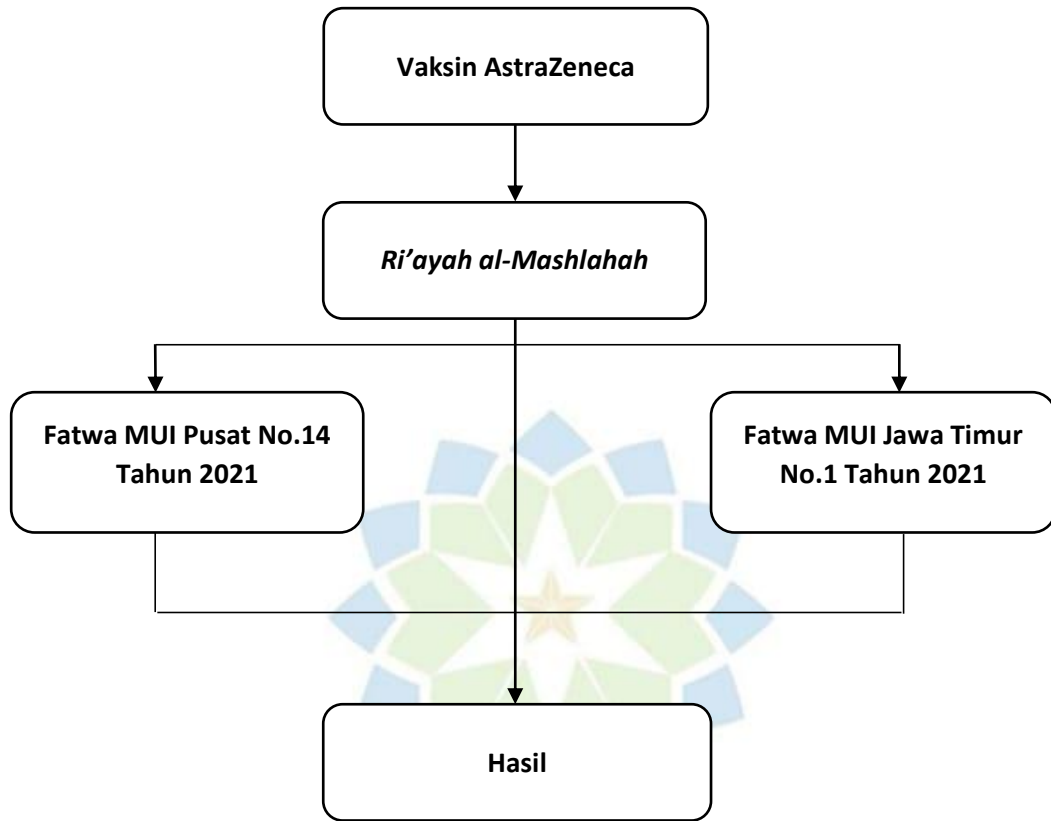 Vaksin AstraZeneca
Ri’ayah al-Mashlahah
Fatwa MUI Pusat No.14
Tahun 2021
Fatwa MUI Jawa Timur
No.1 Tahun 2021
Hasil